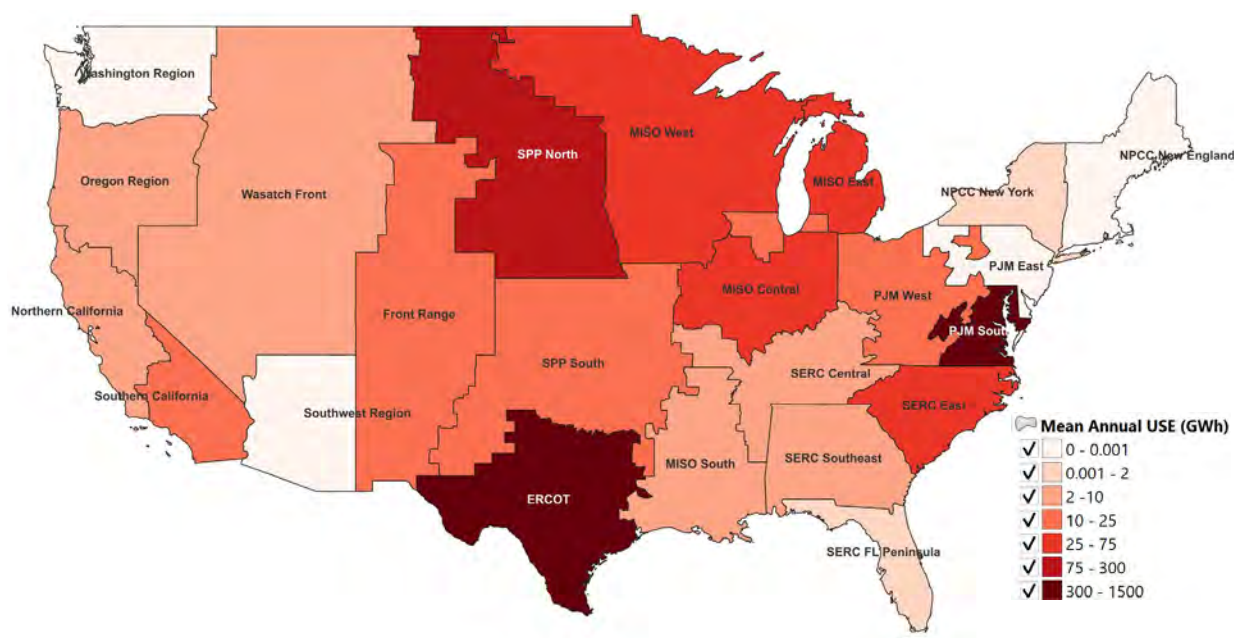 Washington Region
MISO West
NPCC New England
SPP North
Oregon Region
Wasatch Front
MISO East
NPCC New York
PJM East
MISO Central
PJM West
Northern California
Front Range
PJM South
SPP South
SERC Central
Southern California
Southwest Region
SERC East
MISO South
SERC Southeast
ERCOT
SERC FL Peninsula
Mean Annual USE (GWh)
0 - 0.001
0.001 - 2
2 -10
10 - 25
25 - 75
75 - 300
300 - 1500